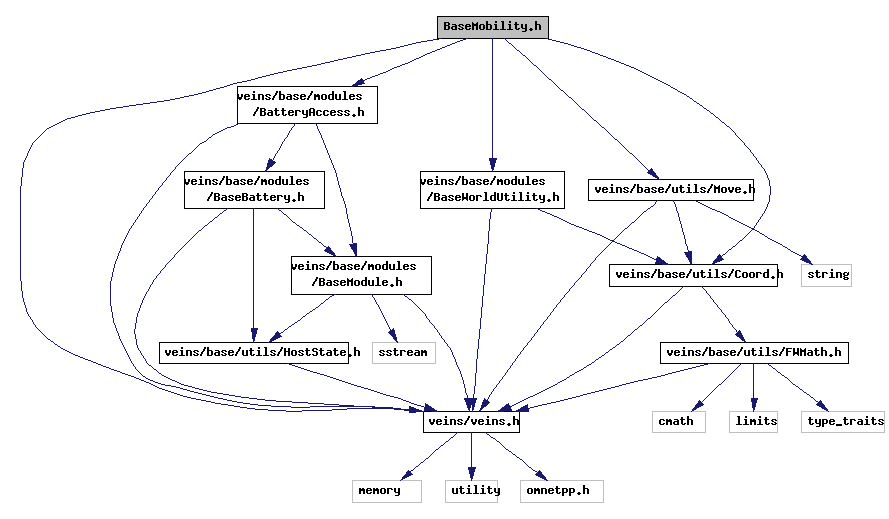 BaseMobility.h
veins/base/modules
/BatteryAccess.h
veins/base/modules
/BaseBattery.h
veins/base/modules
/BaseWorldUtility.h
veins/base/utils/Move.h
veins/base/modules
/BaseModule.h
veins/base/utils/Coord.h
string
veins/base/utils/HostState.h
sstream
veins/base/utils/FWMath.h
veins/veins.h
cmath
limits
type_traits
memory
utility
omnetpp.h